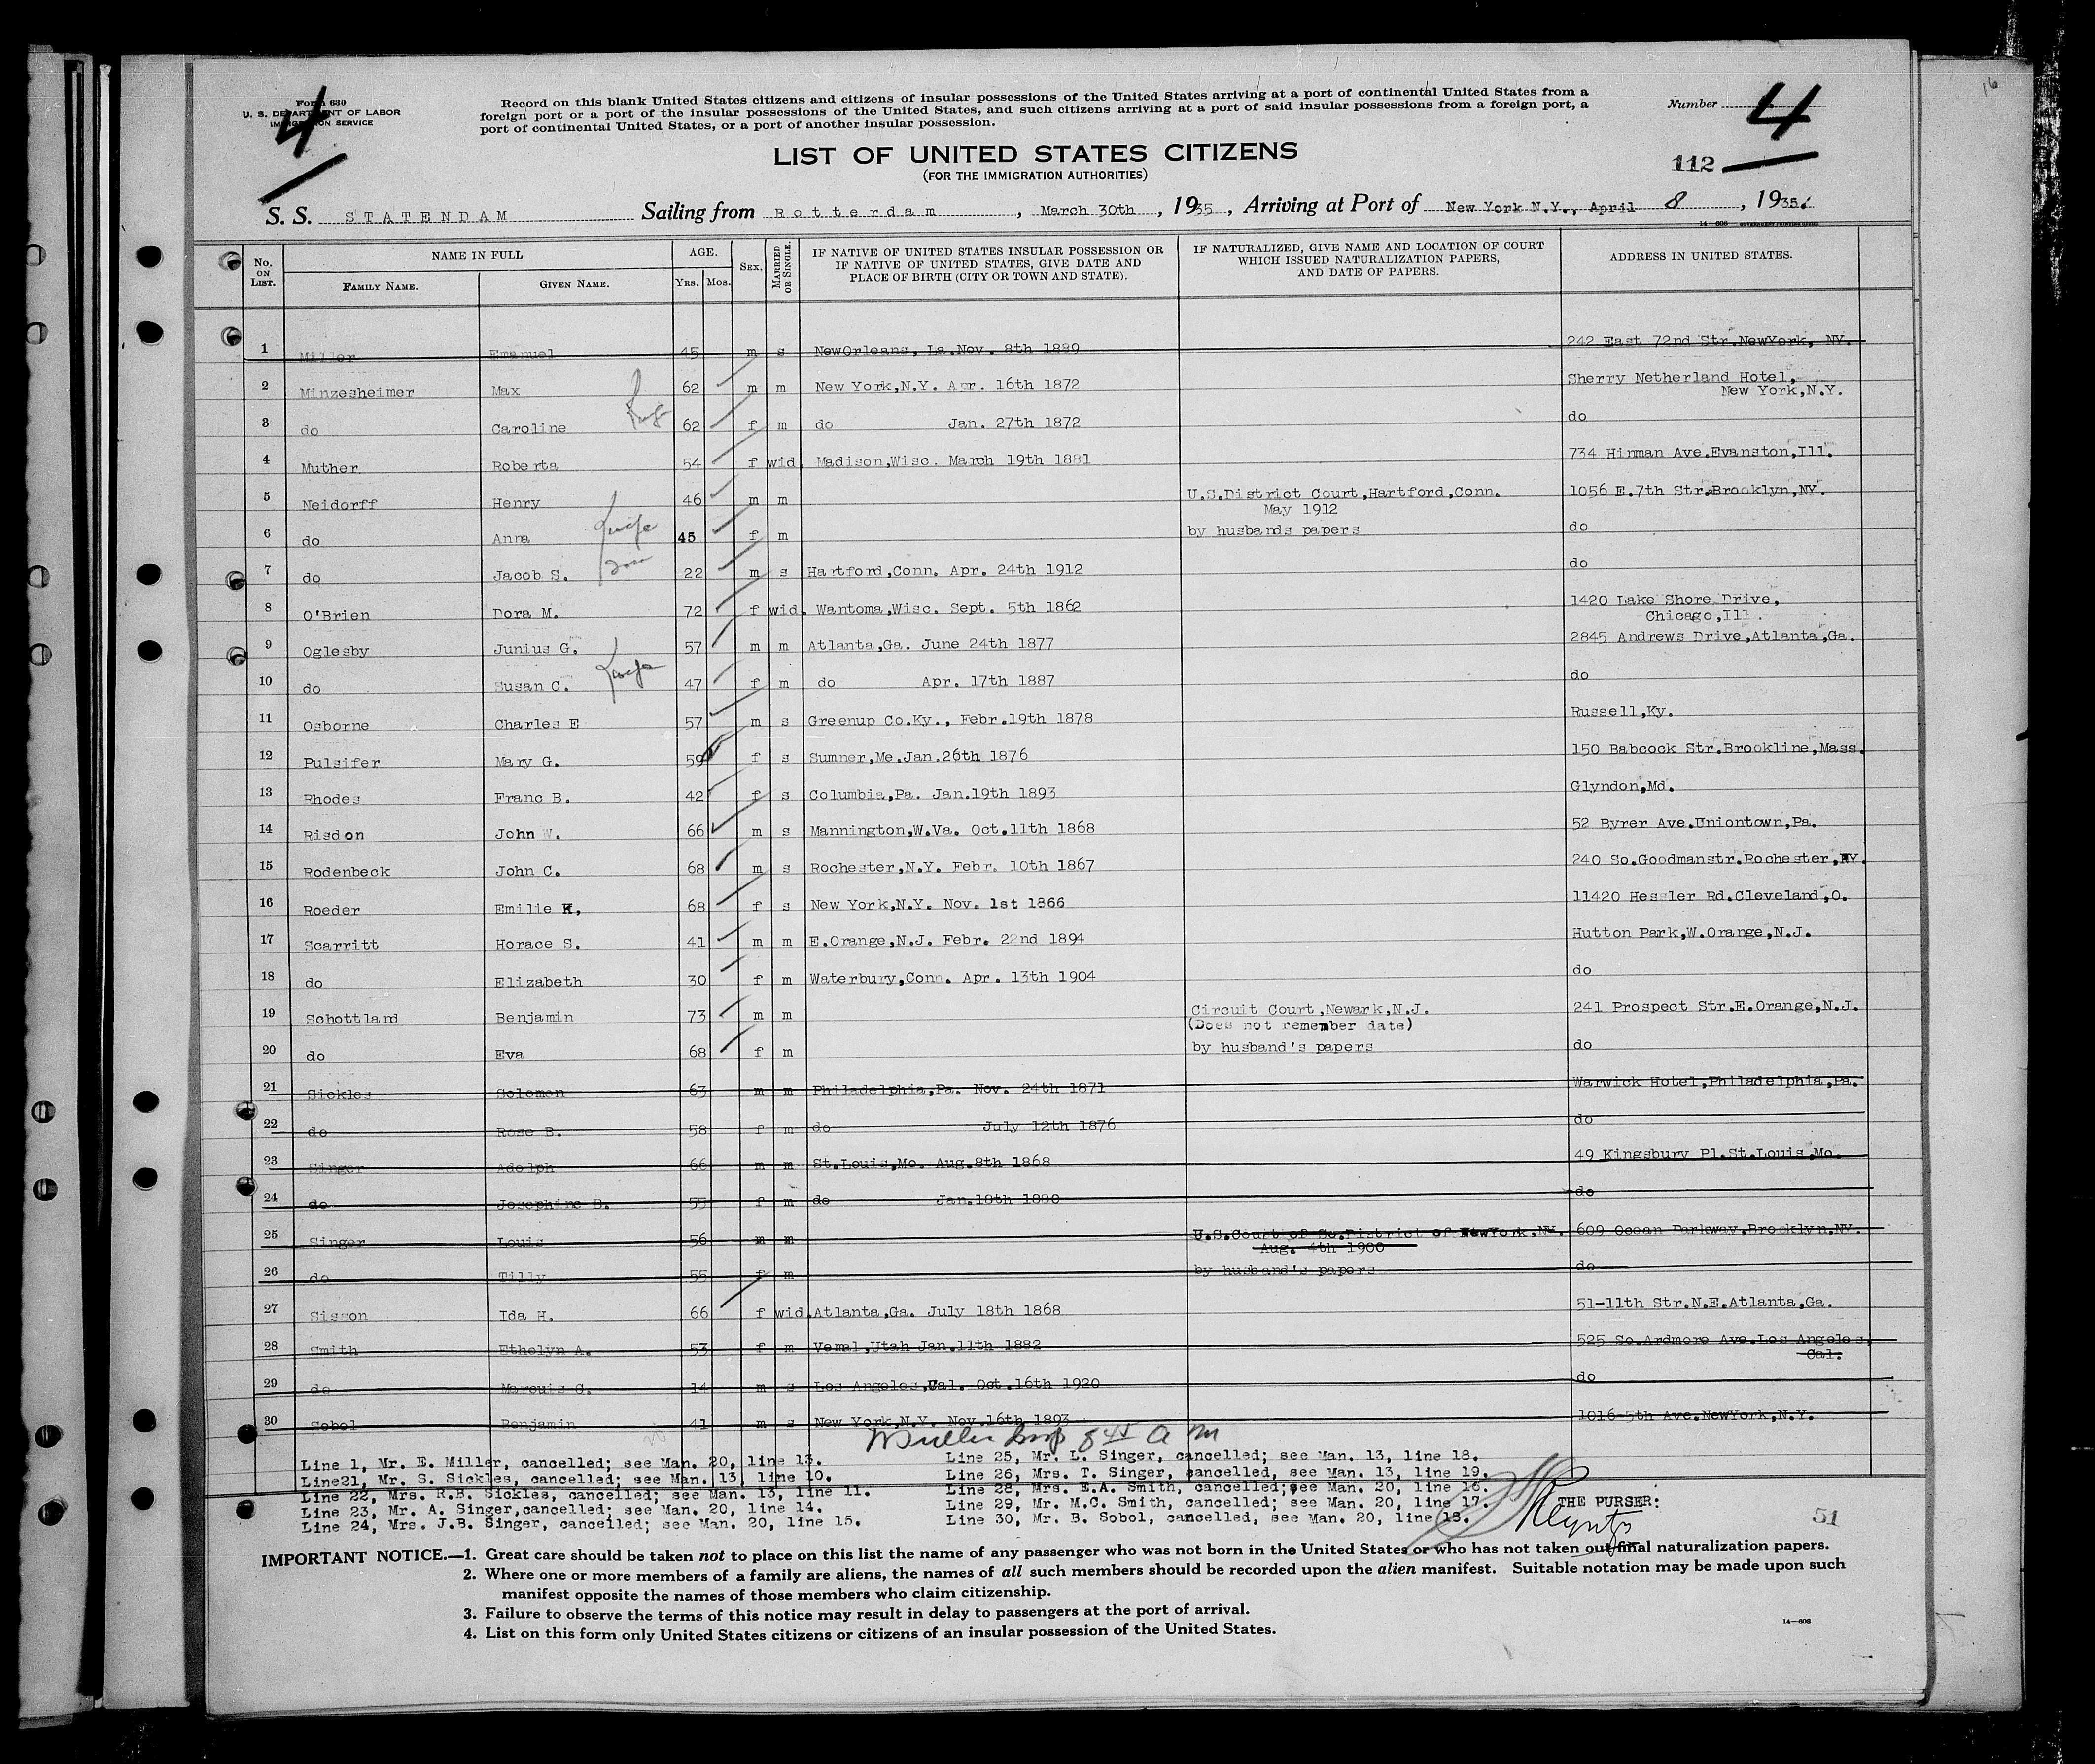 16
Form 630
U. S. DEPARTMENT OF LABOR
IMMIGRATION SERVICE
4
Record on this blank United States citizens and citizens of insular possessions of the United States arriving at a port of continental United States from a
foreign port or a port of the insular possessions of the United States, and such citizens arriving at a port of said insular possessions from a foreign port, a
port of continental United States, or a port of another insular possession.
Number 4
LIST OF UNITED STATES CITIZENS
(FOR THE IMMIGRATION AUTHORITIES)
112
S. S. STATENDAM Sailing from Rotterdam, March 30th, 1935, Arriving at Port of New York N.Y., April 8, 1935.
14—608 GOVERNMENT PRINTING OFFICE
No. ON LIST. NAME IN FULL FAMILY NAME. GIVEN NAME. AGE. YRS. MOS. SEX. MARRIED OR SINGLE. IF NATIVE OF UNITED STATES INSULAR POSSESSION OR IF NATIVE OF UNITED STATES, GIVE DATE AND PLACE OF BIRTH (CITY OR TOWN AND STATE). IF NATURALIZED, GIVE NAME AND LOCATION OF COURT WHICH ISSUED NATURALIZATION PAPERS, AND DATE OF PAPERS. ADDRESS IN UNITED STATES.
1 Miller Emanuel 45 m s NewOrleans, La.Nov. 8th 1889 242 East 72nd Str.NewYork, NY.
2 Minzesheimer Max 62 m m New York,N.Y. Apr. 16th 1872 Sherry Netherland Hotel,
New York,N.Y.
3 do Caroline 62 f m do Jan. 27th 1872 do
4 Muther Roberta 54 f wid. Madison,Wisc. March 19th 1881 734 Hinman Ave.Evanston,Ill.
5 Neidorff Henry 46 m m U.S.District Court,Hartford,Conn. 1056 E.7th Str.Brooklyn,NY.
May 1912
6 do Anna wife 45 f m by husbands papers do
7 do Jacob S. son 22 m s Hartford,Conn. Apr. 24th 1912 do
8 O'Brien Dora M. 72 f wid. Wantoma,Wisc. Sept. 5th 1862 1420 Lake Shore Drive,
Chicago,Ill.
9 Oglesby Junius G. 57 m m Atlanta,Ga. June 24th 1877 2845 Andrews Drive,Atlanta,Ga.
10 do Susan C. wife 47 f m do Apr. 17th 1887 do
11 Osborne Charles E 57 m s Greenup Co.Ky., Febr.19th 1878 Russell,Ky.
12 Pulsifer Mary G. 59 f s Sumner,Me.Jan.26th 1876 150 Babcock Str.Brookline,Mass.
13 Rhodes Franc B. 42 f s Columbia,Pa. Jan.19th 1893 Glyndon,Md.
14 Risdon John W. 66 m s Mannington,W.Va. Oct.11th 1868 52 Byrer Ave.Uniontown,Pa.
15 Rodenbeck John C. 68 m s Rochester,N.Y. Febr. 10th 1867 240 So.Goodmanstr.Rochester,NY.
16 Roeder Emilie K, 68 f s New York,N.Y. Nov. 1st 1866 11420 Hessler Rd.Cleveland,O.
17 Scarritt Horace S. 41 m m E.Orange,N.J. Febr. 22nd 1894 Hutton Park,W.Orange,N.J.
18 do Elizabeth 30 f m Waterbury,Conn. Apr. 13th 1904 do
19 Schottland Benjamin 73 m m Circuit Court,Newark,N.J. 241 Prospect Str.E.Orange,N.J.
(Does not remember date)
20 do Eva 68 f m by husband's papers do
21 Sickles Solomon 63 m m Philadelphia,Pa. Nov. 24th 1871 Warwick Hotel,Philadelphia,Pa.
22 do Rose B. 58 f m do July 12th 1876 do
23 Singer Adolph 66 m m St.Louis,Mo. Aug.8th 1868 49 Kingsbury Pl.St.Louis,Mo.
24 do Josephine B. 55 f m do Jan.10th 1880 do
25 Singer Louis 56 m m U.S.Court of So.District of NewYork,NY. 609 Ocean Parkway,Brooklyn,NY.
Aug. 4th 1900
26 do Tilly 55 f m by husband's papers do
27 Sisson Ida H. 66 f wid. Atlanta,Ga. July 18th 1868 51-11th Str.N.E.Atlanta,Ga.
28 Smith Ethelyn A. 53 f m Vernal,Utah Jan.11th 1882 525 So.Ardmore Ave.Los Angeles,
Cal.
29 do Marquis C. 14 m s Los Angeles,Cal. Oct.16th 1920 do
30 Sobol Benjamin 41 m s New York,N.Y. Nov.16th 1893 1016-5th Ave.NewYork,N.Y.
Line 1, Mr. E. Miller, cancelled; see Man. 20, line 13.
Line21, Mr. S. Sickles, cancelled; see Man. 13, line 10.
Line 22, Mrs. R.B. Sickles, cancelled; see Man. 13, line 11.
Line 23, Mr. A. Singer,cancelled; see Man. 20, line 14.
Line 24, Mrs. J.B. Singer, cancelled; see Man. 20, line 15.
Line 25, Mr. L. Singer, cancelled; see Man. 13, line 18.
Line 26, Mrs. T. Singer, cancelled, see Man. 13, line 19.
Line 28, Mrs. E.A. Smith, cancelled;see Man. 20, line 16.
Line 29, Mr. M.C. Smith, cancelled; see Man. 20, line 17.
Line 30, Mr. B. Sobol, cancelled, see Man. 20, line 18.
THE PURSER:
51
IMPORTANT NOTICE.—1. Great care should be taken not to place on this list the name of any passenger who was not born in the United States or who has not taken out final naturalization papers.
2. Where one or more members of a family are aliens, the names of all such members should be recorded upon the alien manifest. Suitable notation may be made upon such
manifest opposite the names of those members who claim citizenship.
3. Failure to observe the terms of this notice may result in delay to passengers at the port of arrival.
4. List on this form only United States citizens or citizens of an insular possession of the United States.
14—608